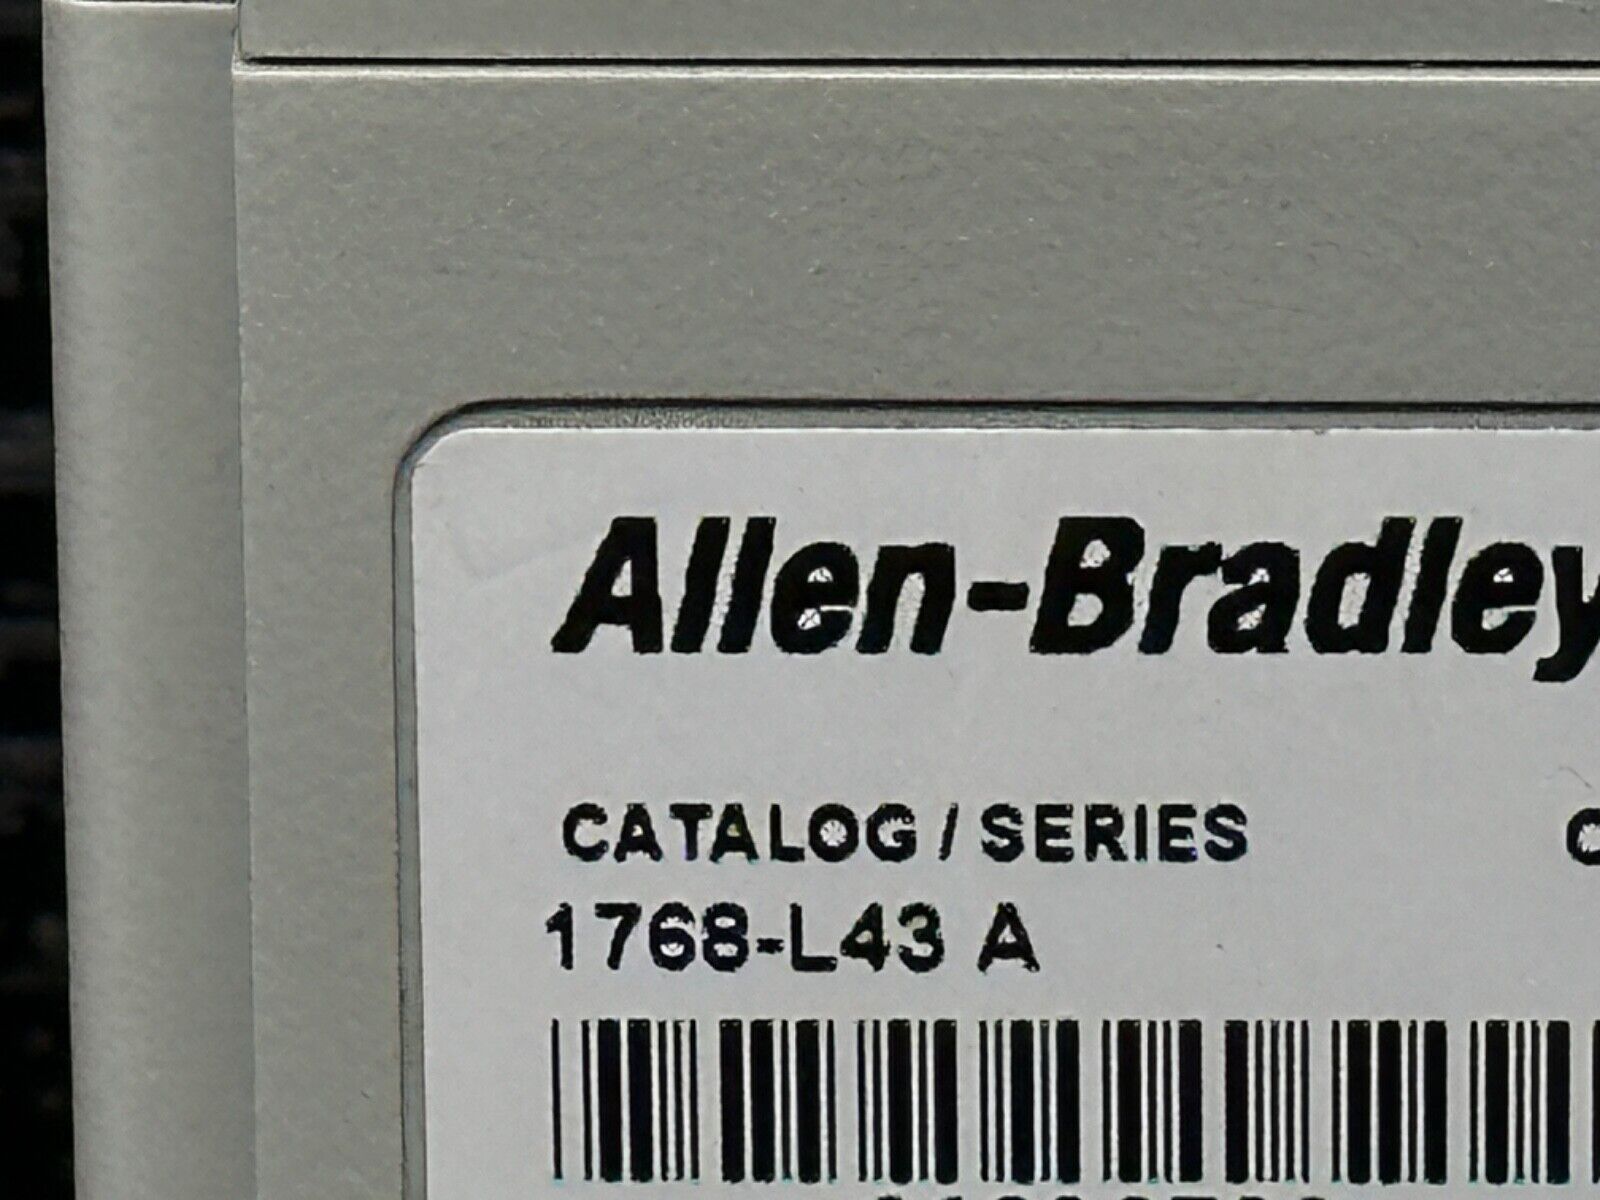 Allen-Bradley
CATALOG / SERIES
1768-L43 A